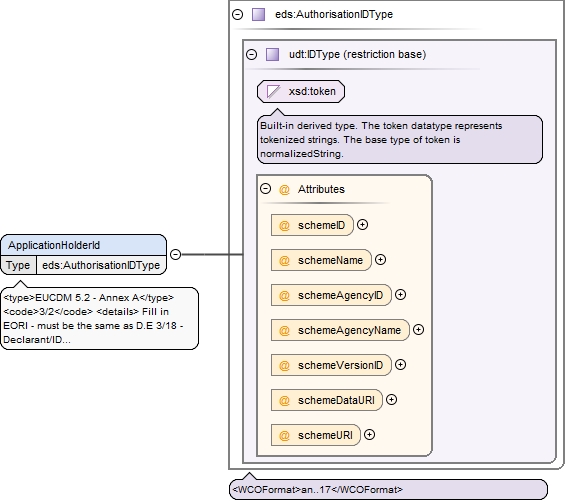 eds:AuthorisationIDType
udt:IDType (restriction base)
xsd:token
Built-in derived type. The token datatype represents
tokenized strings. The base type of token is
normalizedString.
@ Attributes
@ schemeID
@ schemeName
@ schemeAgencyID
@ schemeAgencyName
@ schemeVersionID
@ schemeDataURI
@ schemeURI
ApplicationHolderId
Type eds:AuthorisationIDType
<type>EUCDM 5.2 - Annex A</type>
<code>3/2</code> <details> Fill in
EORI - must be the same as D.E 3/18 -
Declarant/ID...
<WCOFormat>an..17</WCOFormat>